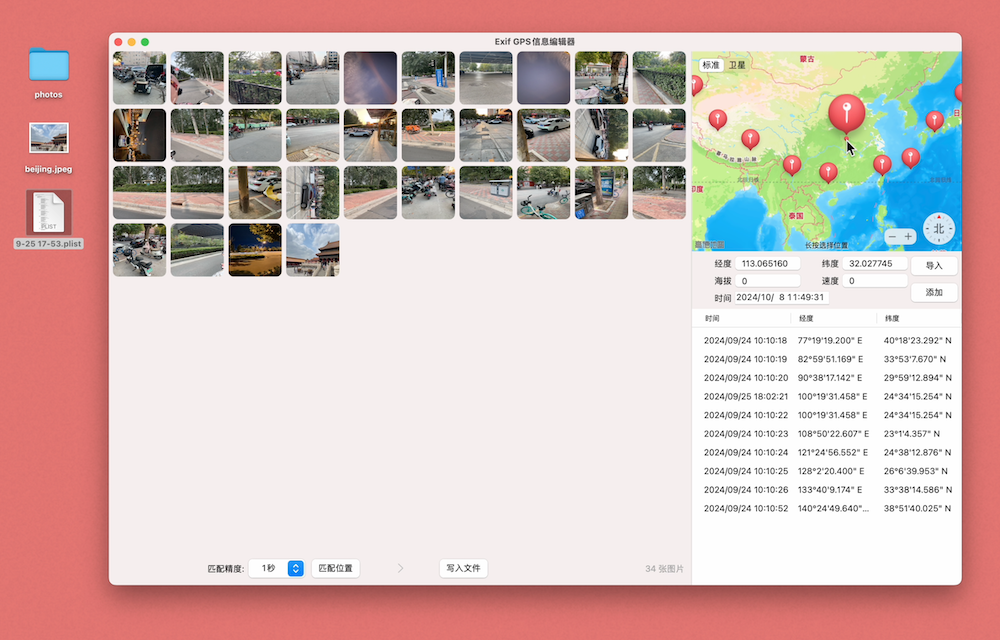 Exif GPS信息编辑器
photos
beijing.jpeg
PLIST
9-25 17-53.plist
标准 卫星
蒙古
日
印度
泰国
高德地图
长按选择位置
北
经度 113.065160 纬度 32.027745 导入
海拔 0 速度 0
时间 2024/10/ 8 11:49:31 添加
时间 经度 纬度
2024/09/24 10:10:18 77°19'19.200" E 40°18'23.292" N
2024/09/24 10:10:19 82°59'51.169" E 33°53'7.670" N
2024/09/24 10:10:20 90°38'17.142" E 29°59'12.894" N
2024/09/25 18:02:21 100°19'31.458" E 24°34'15.254" N
2024/09/24 10:10:22 100°19'31.458" E 24°34'15.254" N
2024/09/24 10:10:23 108°50'22.607" E 23°1'4.357" N
2024/09/24 10:10:24 121°24'56.552" E 24°38'12.876" N
2024/09/24 10:10:25 128°2'20.400" E 26°6'39.953" N
2024/09/24 10:10:26 133°40'9.174" E 33°38'14.586" N
2024/09/24 10:10:52 140°24'49.640"... 38°51'40.025" N
匹配精度: 1秒 匹配位置 写入文件 34 张图片